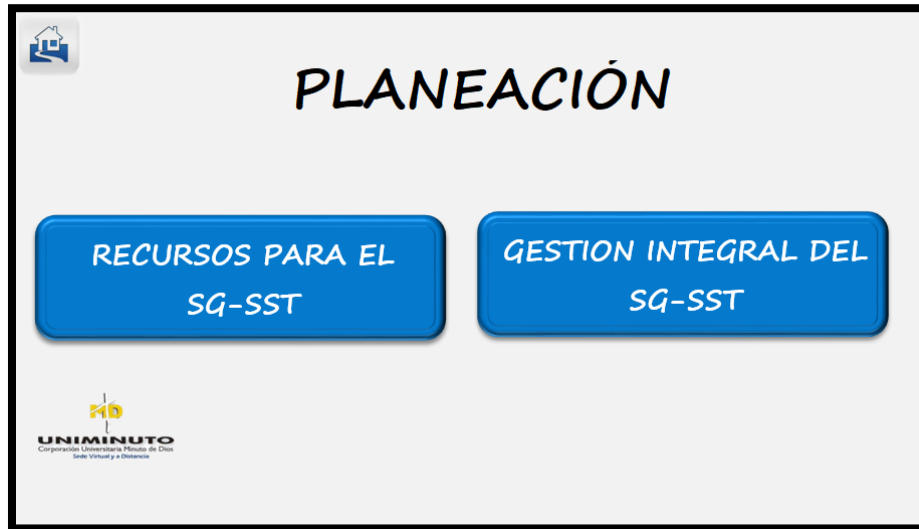 PLANEACIÓN
RECURSOS PARA EL
SG-SST
GESTION INTEGRAL DEL
SG-SST
MD
UNIMINUTO
Corporación Universitaria Minuto de Dios
Sede Virtual y a Distancia